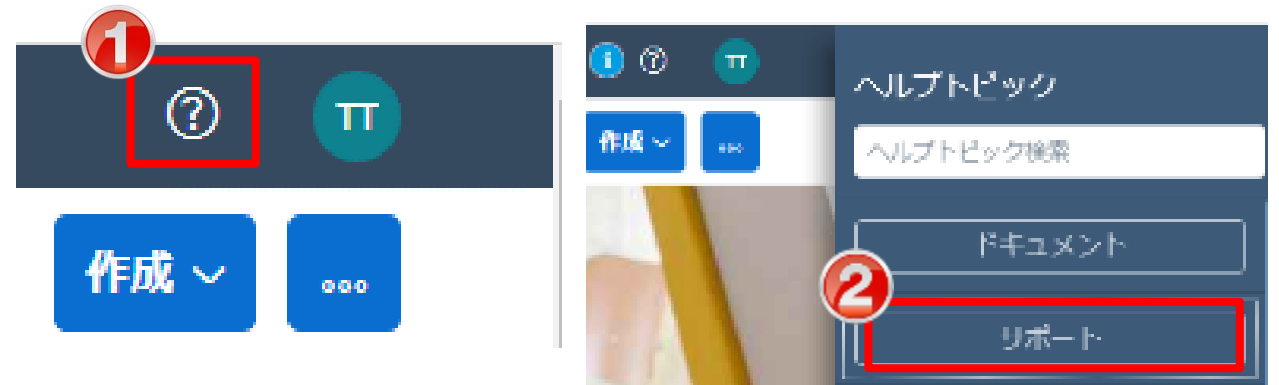 1
?
TT
作成
...
i ? TT
作成
...
ヘルプトピック
ヘルプトピック検索
ドキュメント
2
リポート